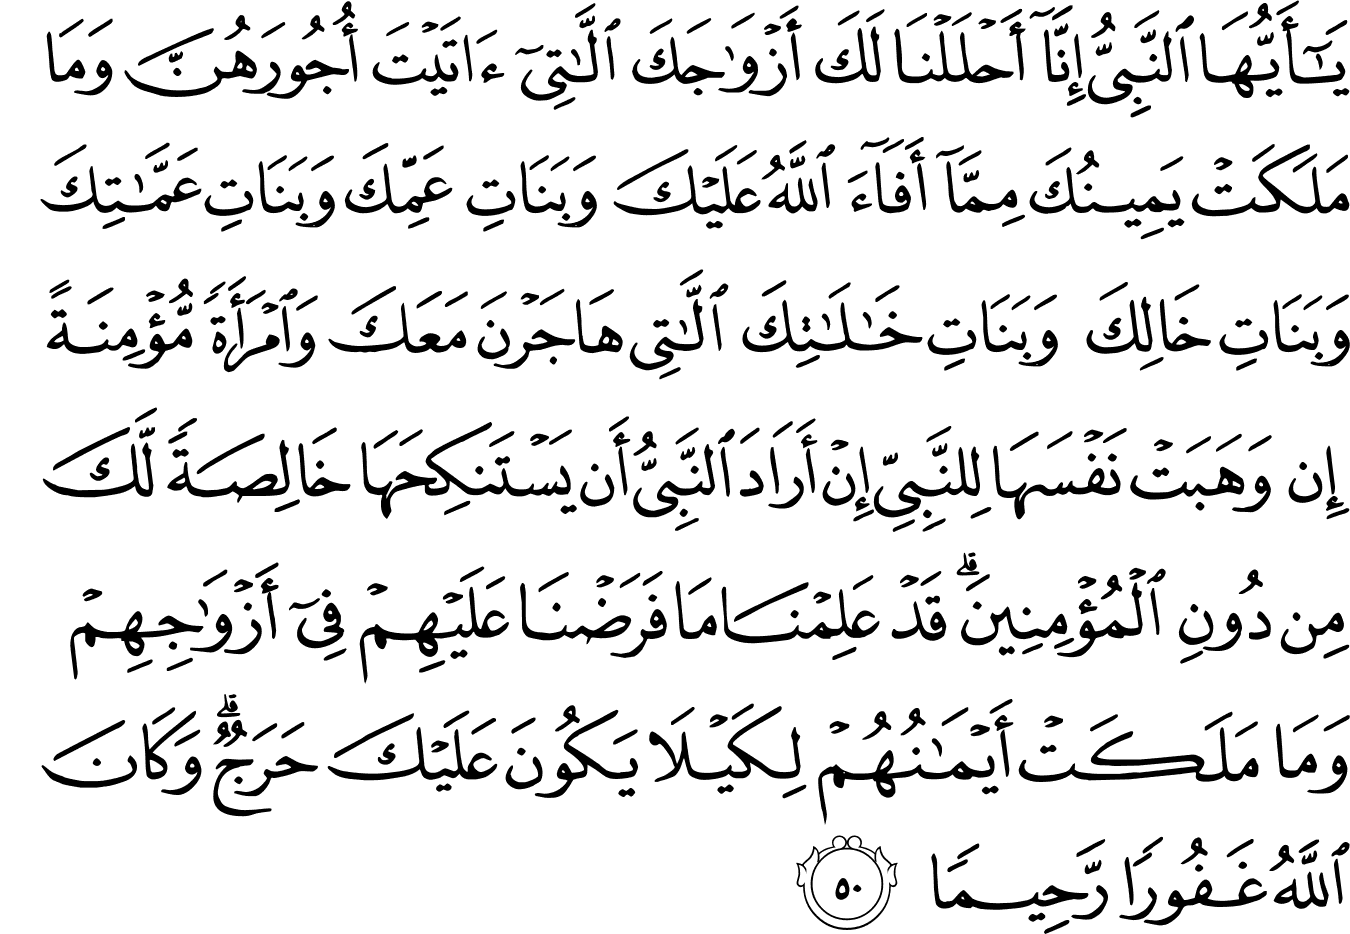 يَـٰٓأَيُّهَا ٱلنَّبِىُّ إِنَّآ أَحْلَلْنَا لَكَ أَزْوَٰجَكَ ٱلَّـٰتِىٓ ءَاتَيْتَ أُجُورَهُنَّ وَمَا
مَلَكَتْ يَمِينُكَ مِمَّآ أَفَآءَ ٱللَّهُ عَلَيْكَ وَبَنَاتِ عَمِّكَ وَبَنَاتِ عَمَّـٰتِكَ
وَبَنَاتِ خَالِكَ وَبَنَاتِ خَـٰلَـٰتِكَ ٱلَّـٰتِى هَاجَرْنَ مَعَكَ وَٱمْرَأَةً مُّؤْمِنَةً
إِن وَهَبَتْ نَفْسَهَا لِلنَّبِىِّ إِنْ أَرَادَ ٱلنَّبِىُّ أَن يَسْتَنكِحَهَا خَالِصَةً لَّكَ
مِن دُونِ ٱلْمُؤْمِنِينَ ۗ قَدْ عَلِمْنَا مَا فَرَضْنَا عَلَيْهِمْ فِىٓ أَزْوَٰجِهِمْ
وَمَا مَلَكَتْ أَيْمَـٰنُهُمْ لِكَيْلَا يَكُونَ عَلَيْكَ حَرَجٌ ۗ وَكَانَ
ٱللَّهُ غَفُورًا رَّحِيمًا ٥٠